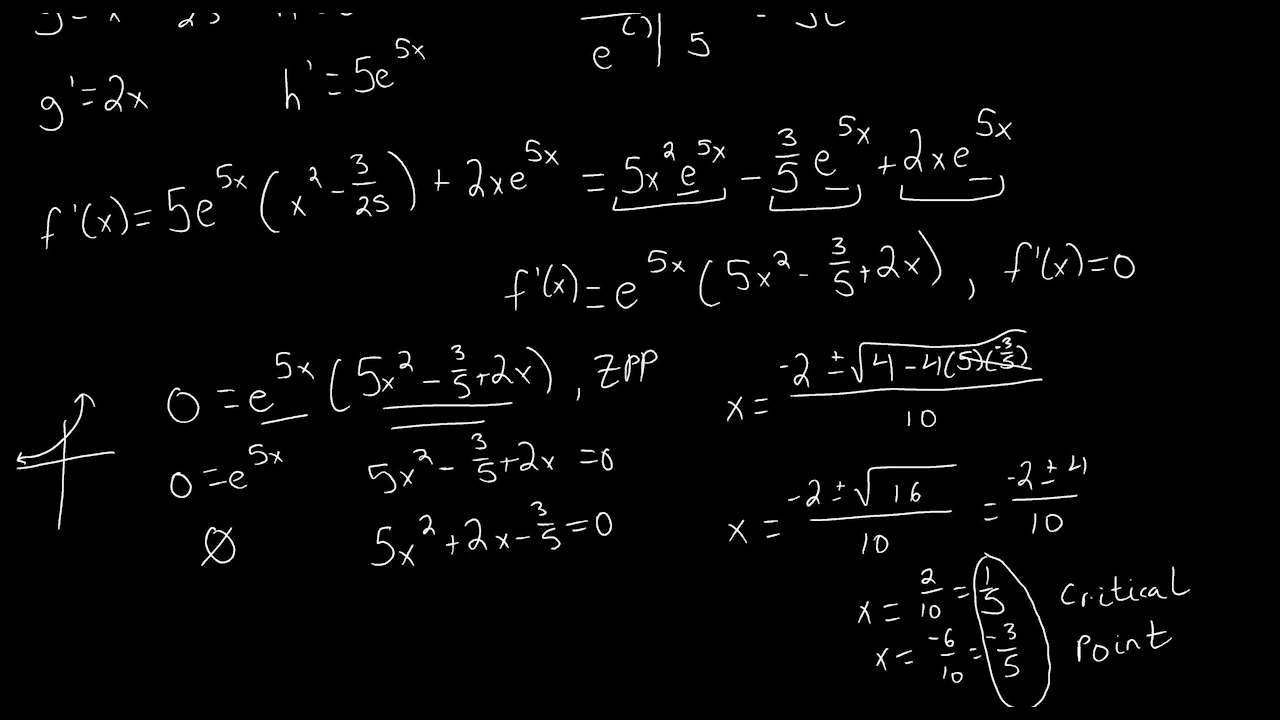 g' = 2x h' = 5e^{5x} e^{( )} | 5
f'(x) = 5e^{5x} (x^2 - 3/25) + 2xe^{5x} = 5x^2 e^{5x} - 3/5 e^{5x} + 2xe^{5x}
f'(x) = e^{5x} (5x^2 - 3/5 + 2x), f'(x) = 0
0 = e^{5x} (5x^2 - 3/5 + 2x), ZPP
0 = e^{5x} 5x^2 - 3/5 + 2x = 0
∅ 5x^2 + 2x - 3/5 = 0
x = (-2 ± √(4 - 4(5)(-3/5))) / 10
x = (-2 ± √16) / 10 = (-2 ± 4) / 10
x = 2/10 = 1/5 Critical
x = -6/10 = -3/5 Point